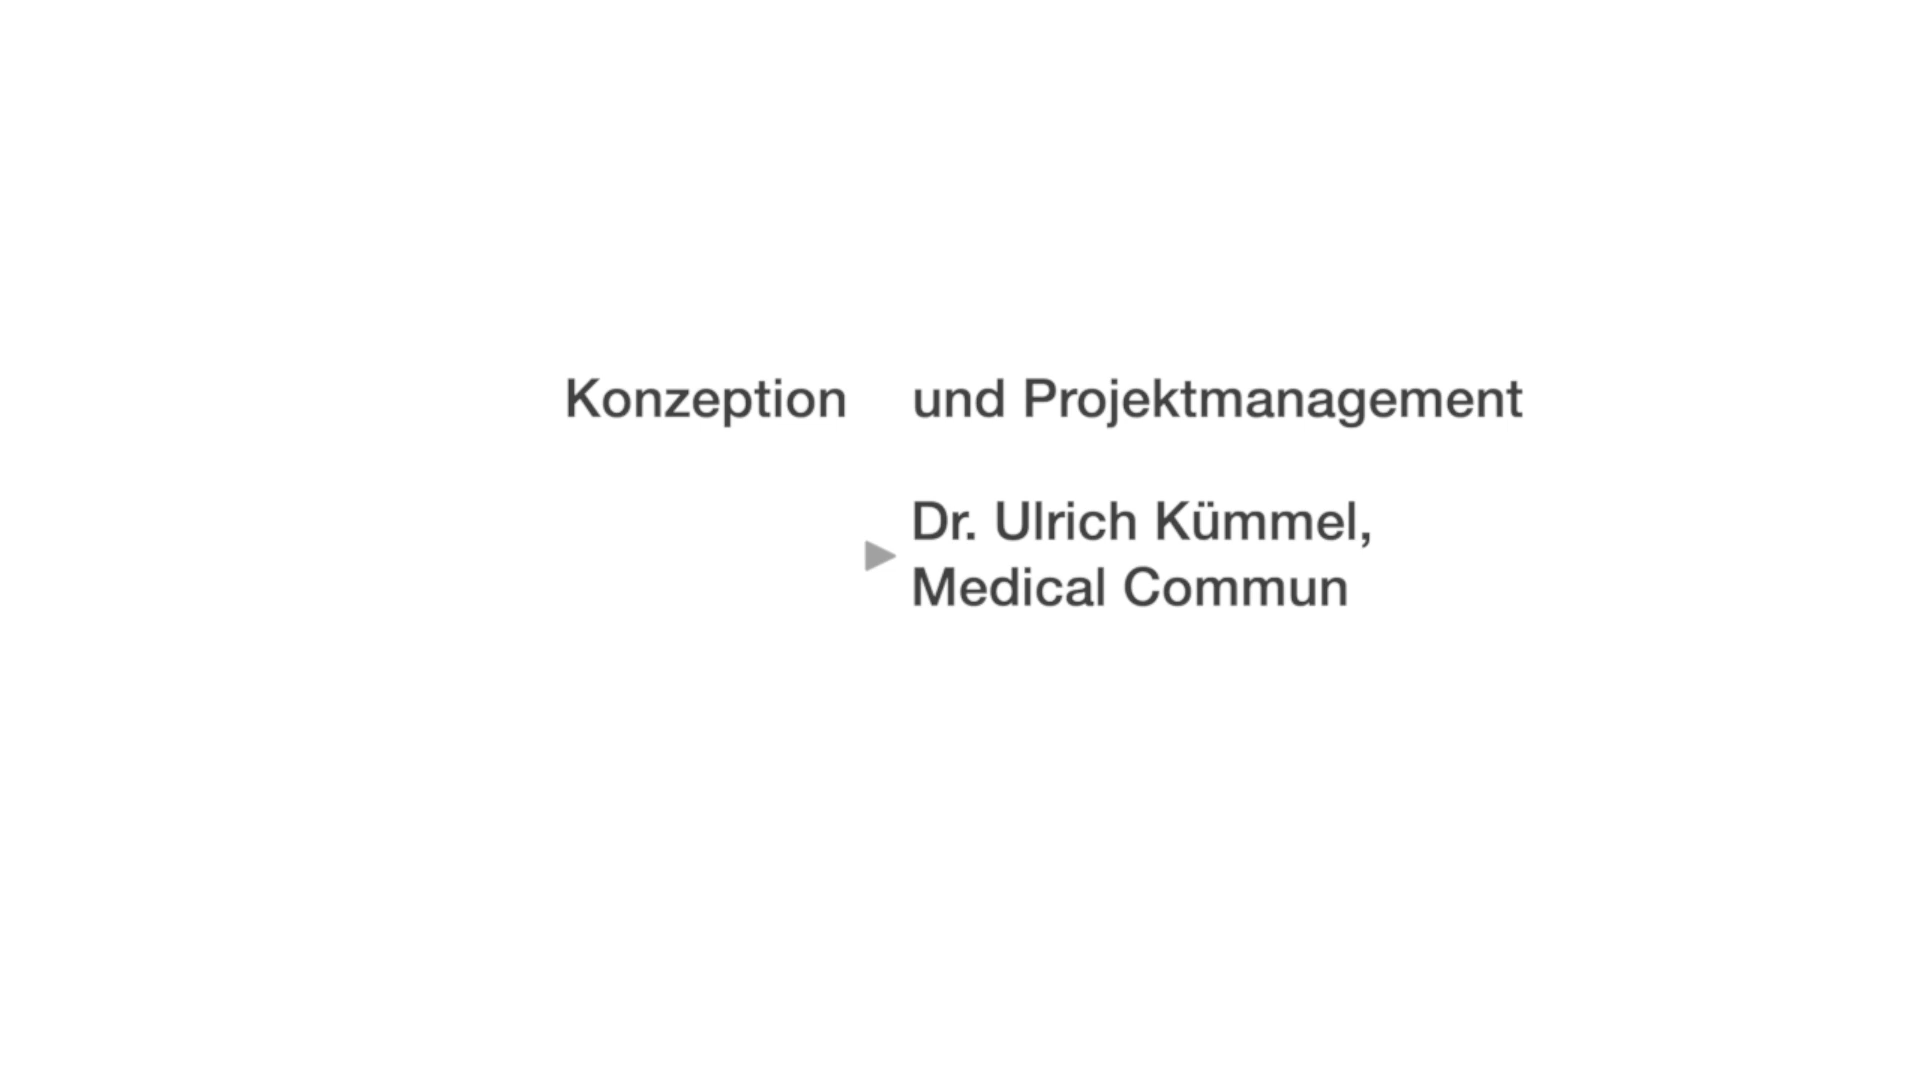 Konzeption und Projektmanagement
Dr. Ulrich Kümmel,
Medical Commun